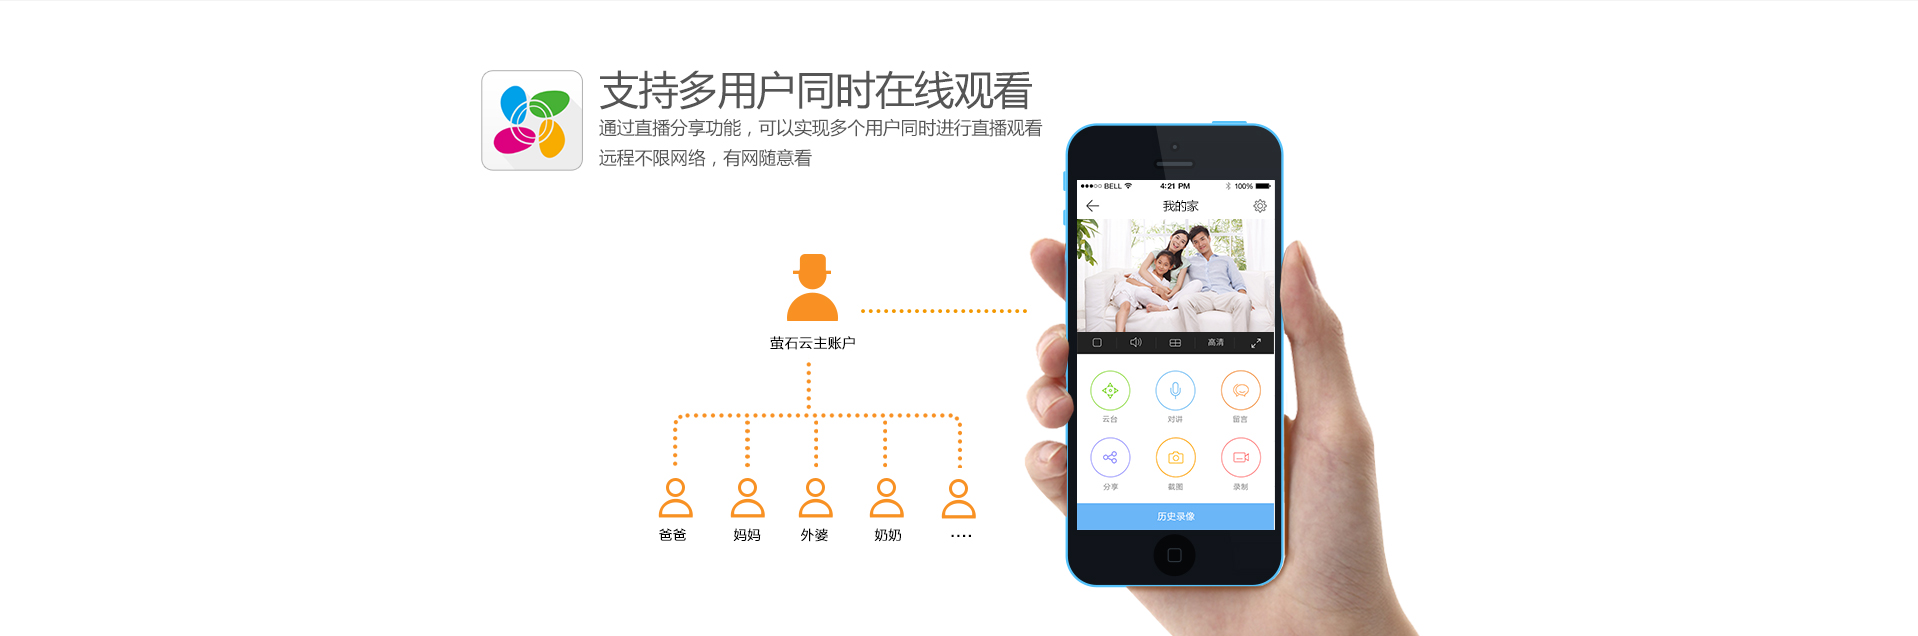 支持多用户同时在线观看
通过直播分享功能，可以实现多个用户同时进行直播观看
远程不限网络，有网随意看
萤石云主账户
爸爸 妈妈 外婆 奶奶 ····
BELL 4:21 PM 100%
我的家
高清
云台 对讲 留言
分享 截图 录制
历史录像